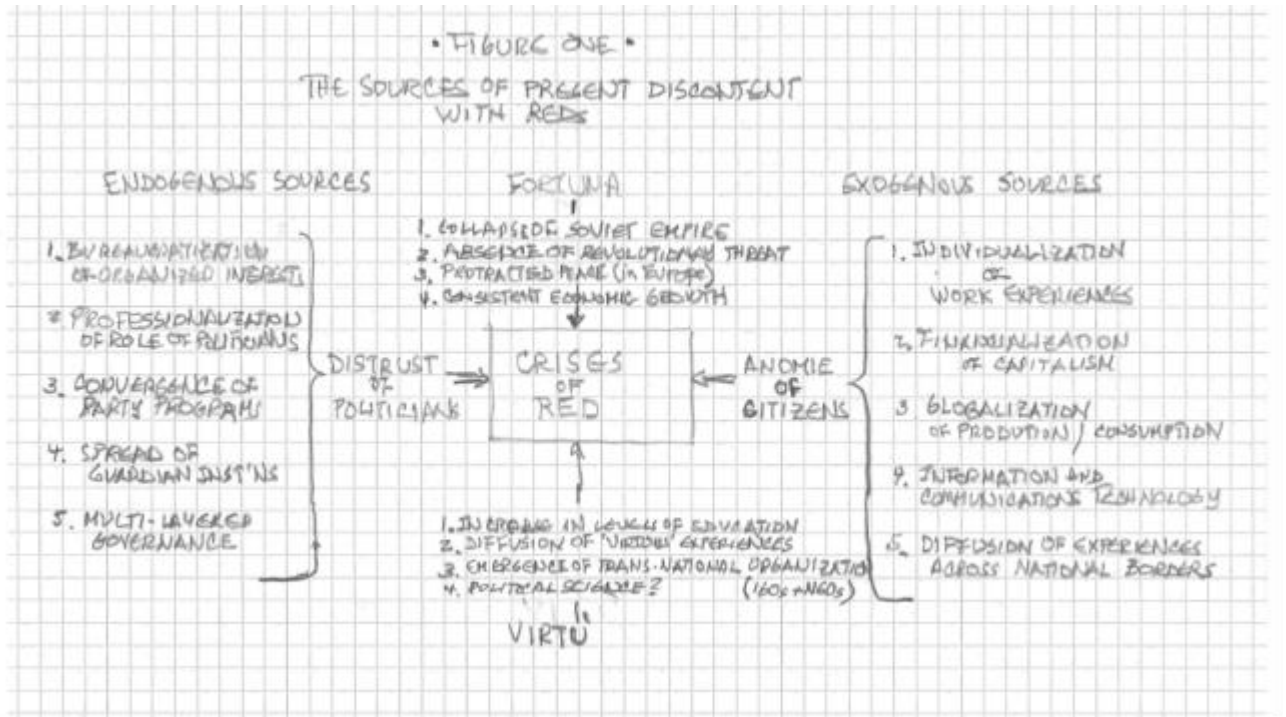 • FIGURE ONE •
THE SOURCES OF PRESENT DISCONTENT
WITH REDs
ENDOGENOUS SOURCES
1. BUREAUCRATIZATION
OF ORGANIZED INTERESTS
2. PROFESSIONALIZATION
OF ROLE OF POLITICIANS
3. CONVERGENCE OF
PARTY PROGRAMS
4. SPREAD OF
GUARDIAN INST'NS
5. MULTI-LAYERED
GOVERNANCE
DISTRUST
OF
POLITICIANS
FORTUNA
1. COLLAPSE OF SOVIET EMPIRE
2. ABSENCE OF REVOLUTIONARY THREAT
3. PROTRACTED PEACE (in Europe)
4. CONSISTENT ECONOMIC GROWTH
CRISES
OF
RED
1. INCREASE IN LEVELS OF EDUCATION
2. DIFFUSION OF 'VIRTOUS' EXPERIENCES
3. EMERGENCE OF TRANS-NATIONAL ORGANIZATION
4. POLITICAL SCIENCE? (IGOs + NGOs)
VIRTÙ
ANOMIE
OF
CITIZENS
EXOGENOUS SOURCES
1. INDIVIDUALIZATION
OF
WORK EXPERIENCES
2. FINANCIALIZATION
OF CAPITALISM
3 GLOBALIZATION
OF PRODUTION / CONSUMPTION
4. INFORMATION AND
COMMUNICATIONS TECHNOLOGY
5. DIFFUSION OF EXPERIENCES
ACROSS NATIONAL BORDERS